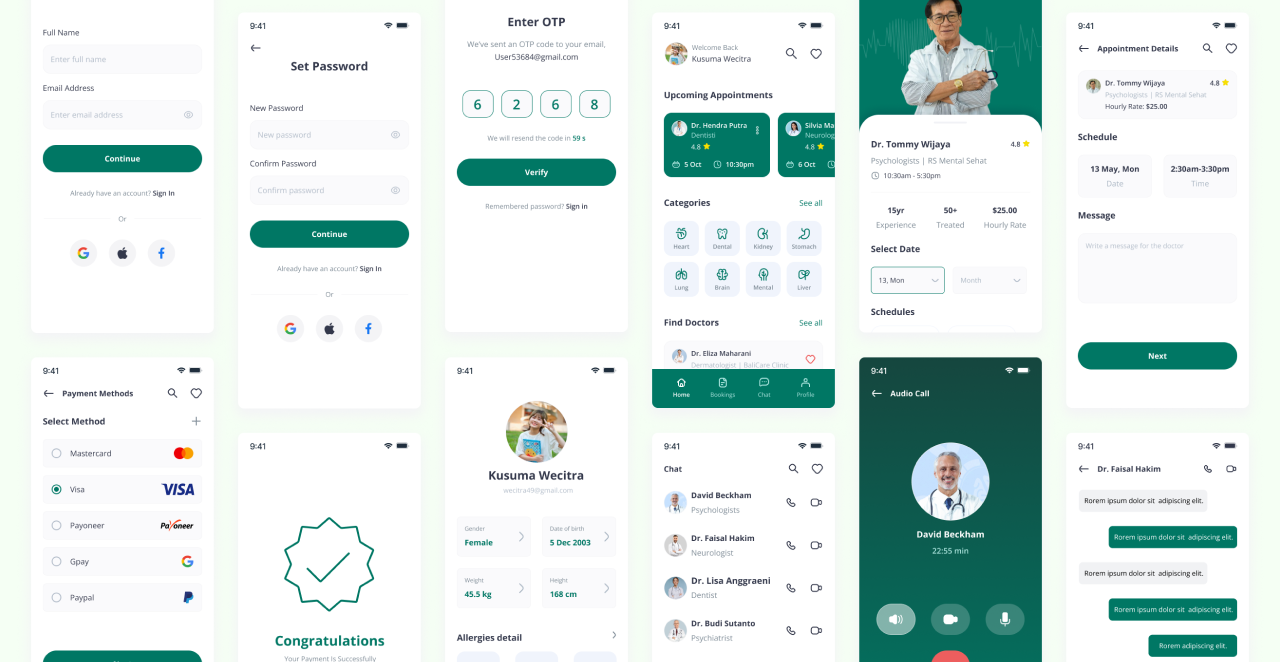 Full Name
Enter full name
Email Address
Enter email address
Continue
Already have an account? Sign In
Or
G
f
9:41
Payment Methods
Select Method
Mastercard
Visa
VISA
Payoneer
Payoneer
Gpay
G
Paypal
9:41
Set Password
New Password
New password
Confirm Password
Confirm password
Continue
Already have an account? Sign In
Or
G
f
9:41
Congratulations
Your Payment is Successfully
Enter OTP
We've sent an OTP code to your email,
User53684@gmail.com
6 2 6 8
We will resend the code in 59 s
Verify
Remembered password? Sign in
9:41
Kusuma Wecitra
wecitra49@gmail.com
Gender
Female
Date of birth
5 Dec 2003
Weight
45.5 kg
Height
168 cm
Allergies detail
9:41
Welcome Back
Kusuma Wecitra
Upcoming Appointments
Dr. Hendra Putra
Dentisti
4.8
5 Oct 10:30pm
Silvia Ma
Neurolog
4.8
6 Oct
Categories See all
Heart Dental Kidney Stomach
Lung Brain Mental Liver
Find Doctors See all
Dr. Eliza Maharani
Dermatologist | BaliCare Clinic
Home Bookings Chat Profile
9:41
Chat
David Beckham
Psychologists
Dr. Faisal Hakim
Neurologist
Dr. Lisa Anggraeni
Dentist
Dr. Budi Sutanto
Psychiatrist
Dr. Tommy Wijaya 4.8
Psychologists | RS Mental Sehat
10:30am - 5:30pm
15yr 50+ $25.00
Experience Treated Hourly Rate
Select Date
13, Mon Month
Schedules
9:41
Audio Call
David Beckham
22:55 min
9:41
Appointment Details
Dr. Tommy Wijaya 4.8
Psychologists | RS Mental Sehat
Hourly Rate: $25.00
Schedule
13 May, Mon
Date
2:30am-3:30pm
Time
Message
Write a message for the doctor
Next
9:41
Dr. Faisal Hakim
Rorem ipsum dolor sit adipiscing elit.
Rorem ipsum dolor sit adipiscing elit.
Rorem ipsum dolor sit adipiscing elit.
Rorem ipsum dolor sit adipiscing elit.
Rorem adipiscing elit.